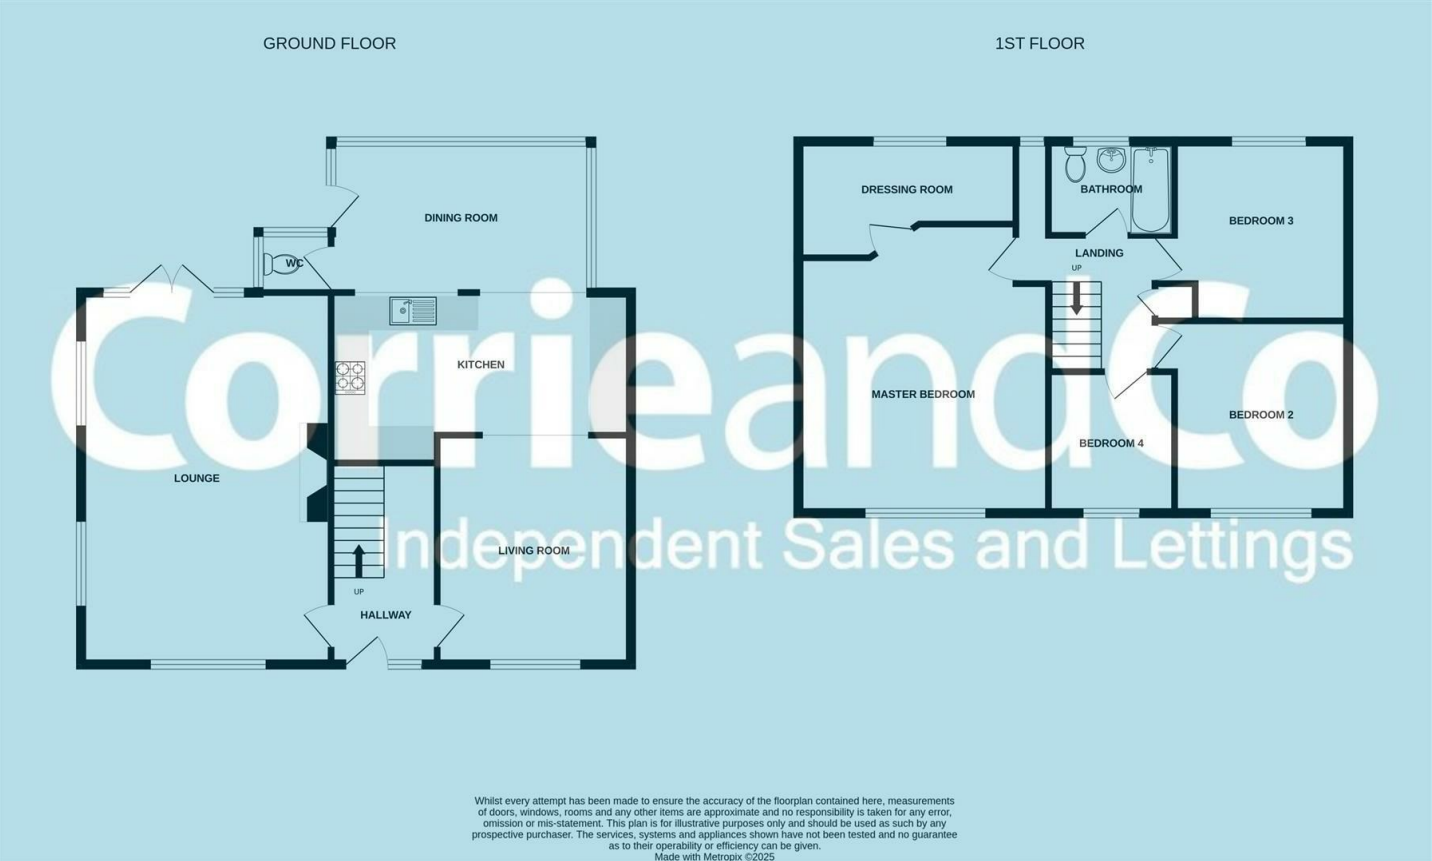 GROUND FLOOR
1ST FLOOR
DINING ROOM
WC
KITCHEN
LOUNGE
LIVING ROOM
UP
HALLWAY
DRESSING ROOM
BATHROOM
BEDROOM 3
LANDING
UP
MASTER BEDROOM
BEDROOM 2
BEDROOM 4
CorrieandCo
Independent Sales and Lettings
Whilst every attempt has been made to ensure the accuracy of the floorplan contained here, measurements
of doors, windows, rooms and any other items are approximate and no responsibility is taken for any error,
omission or mis-statement. This plan is for illustrative purposes only and should be used as such by any
prospective purchaser. The services, systems and appliances shown have not been tested and no guarantee
as to their operability or efficiency can be given.
Made with Metropix ©2025